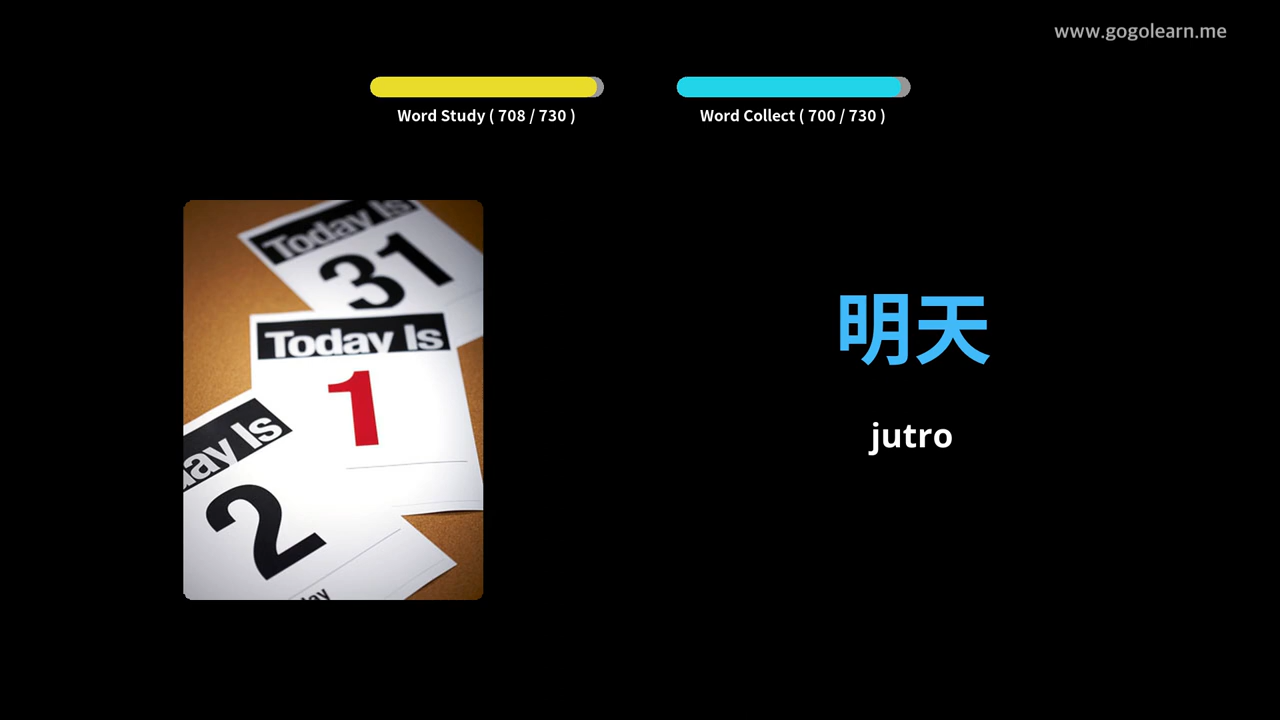 www.gogolearn.me
Word Study ( 708 / 730 )
Word Collect ( 700 / 730 )
Today Is
31
Today Is
1
ay Is
2
明天
jutro